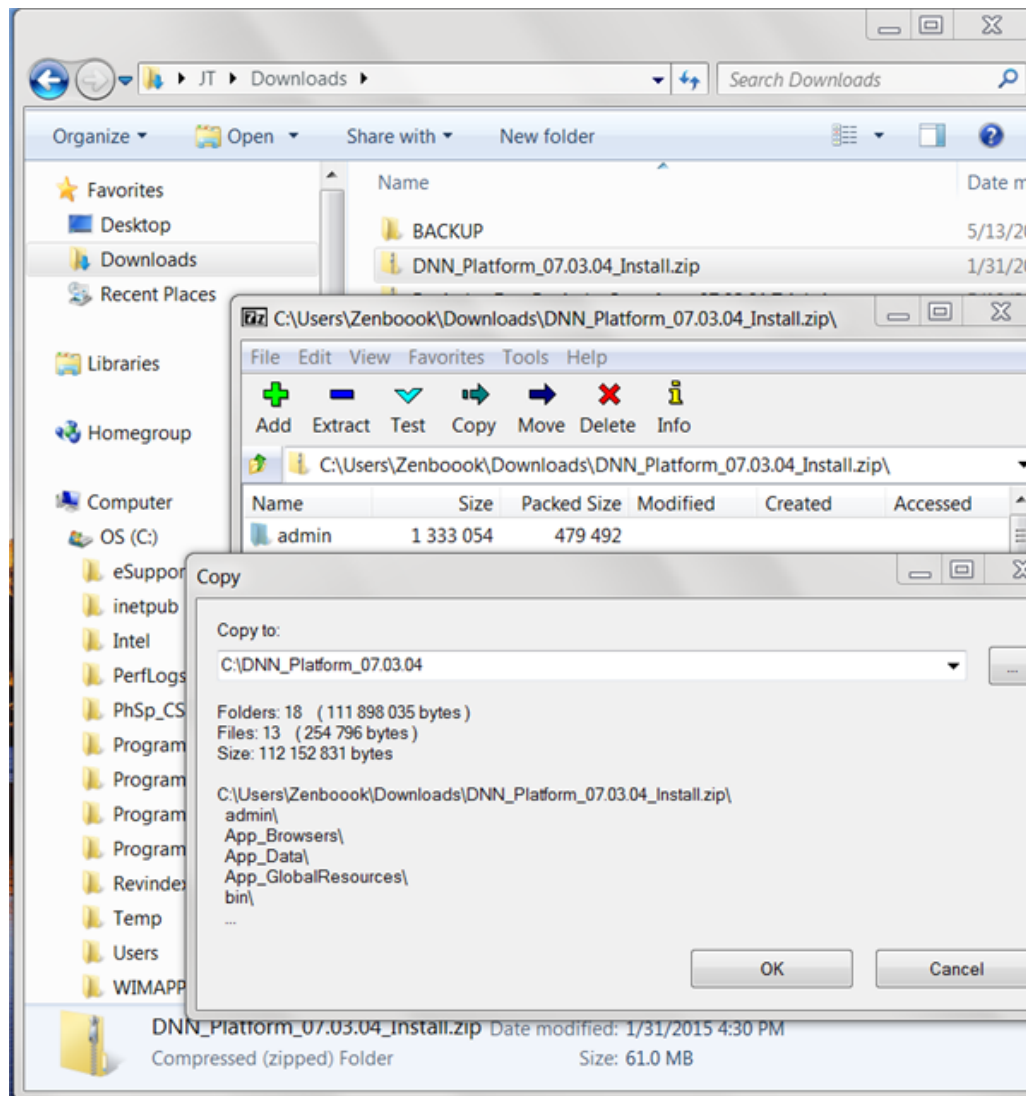 JT Downloads
Search Downloads
Organize Open Share with New folder
Name Date m
Favorites
Desktop
Downloads
Recent Places
Libraries
Homegroup
Computer
OS (C:)
eSuppor
inetpub
Intel
PerfLogs
PhSp_CS
Program
Program
Program
Program
Revindex
Temp
Users
WIMAPP
BACKUP 5/13/20
DNN_Platform_07.03.04_Install.zip 1/31/20
C:\Users\Zenboook\Downloads\DNN_Platform_07.03.04_Install.zip\
File Edit View Favorites Tools Help
Add Extract Test Copy Move Delete Info
C:\Users\Zenboook\Downloads\DNN_Platform_07.03.04_Install.zip\
Name Size Packed Size Modified Created Accessed
admin 1 333 054 479 492
Copy
Copy to:
C:\DNN_Platform_07.03.04
...
Folders: 18 ( 111 898 035 bytes )
Files: 13 ( 254 796 bytes )
Size: 112 152 831 bytes
C:\Users\Zenboook\Downloads\DNN_Platform_07.03.04_Install.zip\
admin\
App_Browsers\
App_Data\
App_GlobalResources\
bin\
...
OK Cancel
DNN_Platform_07.03.04_Install.zip Date modified: 1/31/2015 4:30 PM
Compressed (zipped) Folder Size: 61.0 MB